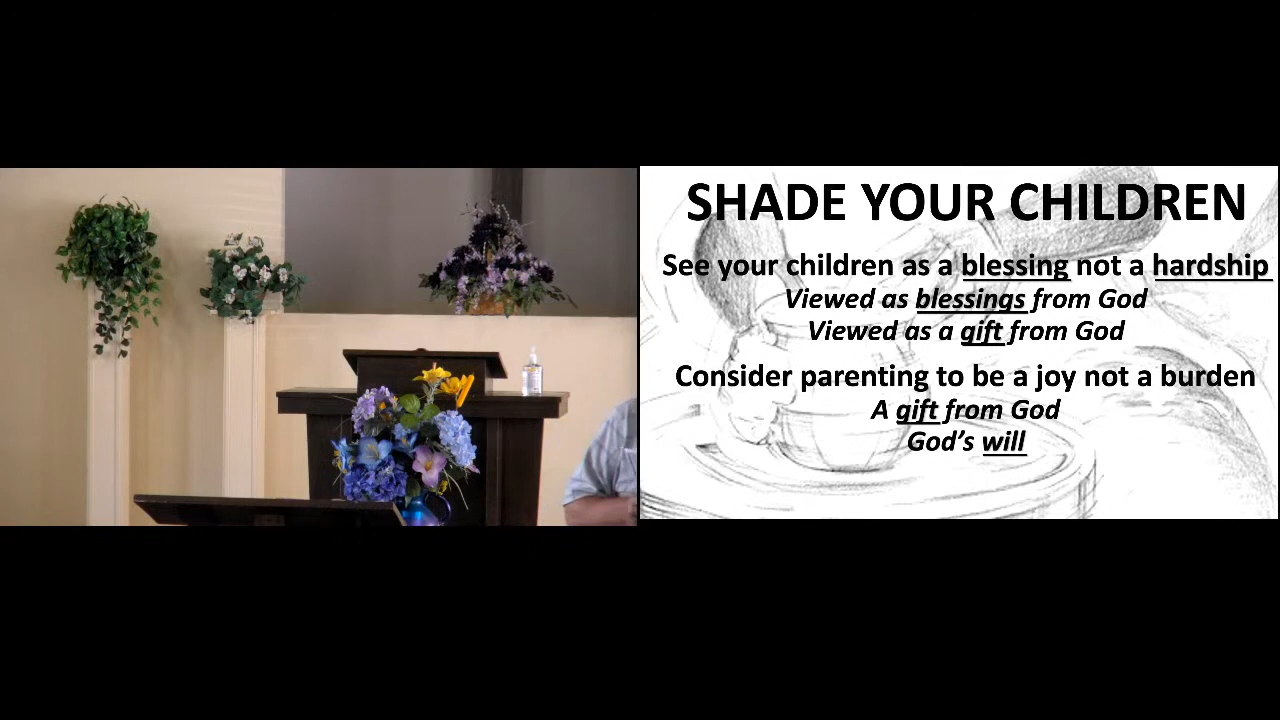 SHADE YOUR CHILDREN
See your children as a blessing not a hardship
Viewed as blessings from God
Viewed as a gift from God
Consider parenting to be a joy not a burden
A gift from God
God's will